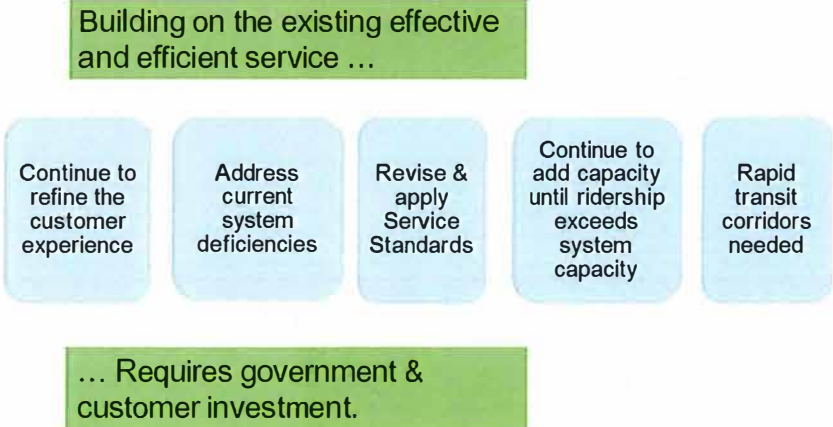 Building on the existing effective
and efficient service ...
Continue to
refine the
customer
experience
Address
current
system
deficiencies
Revise &
apply
Service
Standards
Continue to
add capacity
until ridership
exceeds
system
capacity
Rapid
transit
corridors
needed
... Requires government &
customer investment.